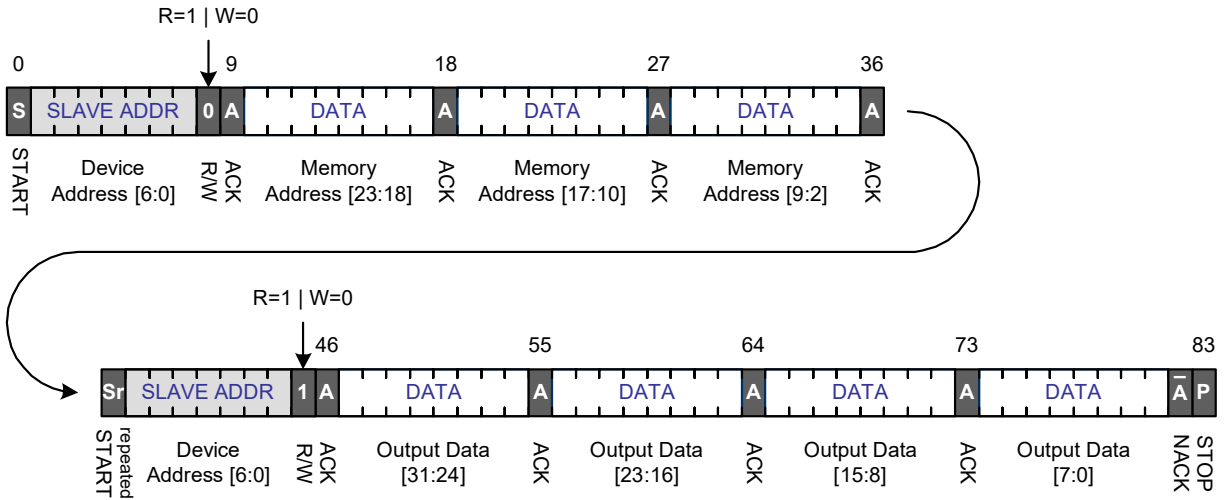 R=1 | W=0
0 9 18 27 36
S SLAVE ADDR 0 A DATA A DATA A DATA A
START Device Address [6:0] R/W ACK Memory Address [23:18] ACK Memory Address [17:10] ACK Memory Address [9:2] ACK
R=1 | W=0
46 55 64 73 83
Sr SLAVE ADDR 1 A DATA A DATA A DATA A DATA A̅ P
repeated START Device Address [6:0] R/W ACK Output Data [31:24] ACK Output Data [23:16] ACK Output Data [15:8] ACK Output Data [7:0] NACK STOP